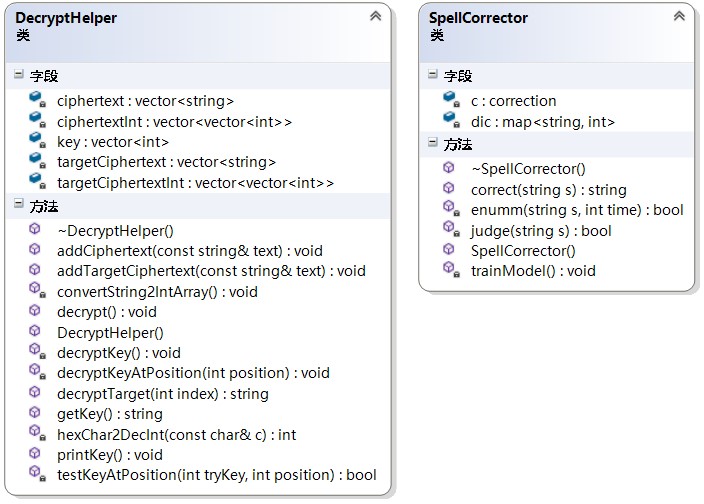 DecryptHelper
类
字段
ciphertext : vector<string>
ciphertextInt : vector<vector<int>>
key : vector<int>
targetCiphertext : vector<string>
targetCiphertextInt : vector<vector<int>>
方法
~DecryptHelper()
addCiphertext(const string& text) : void
addTargetCiphertext(const string& text) : void
convertString2IntArray() : void
decrypt() : void
DecryptHelper()
decryptKey() : void
decryptKeyAtPosition(int position) : void
decryptTarget(int index) : string
getKey() : string
hexChar2DecInt(const char& c) : int
printKey() : void
testKeyAtPosition(int tryKey, int position) : bool
SpellCorrector
类
字段
c : correction
dic : map<string, int>
方法
~SpellCorrector()
correct(string s) : string
enumm(string s, int time) : bool
judge(string s) : bool
SpellCorrector()
trainModel() : void